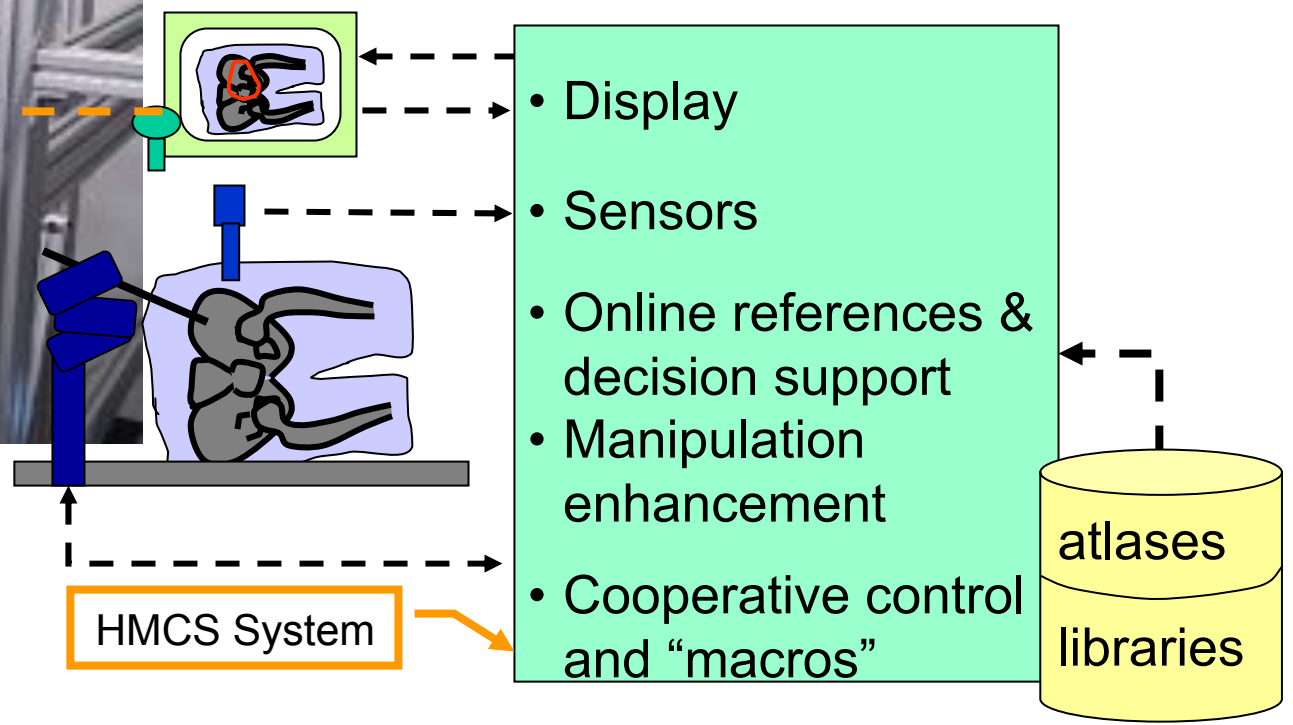 • Display
• Sensors
• Online references &
decision support
• Manipulation
enhancement
• Cooperative control
and “macros”
HMCS System
atlases
libraries